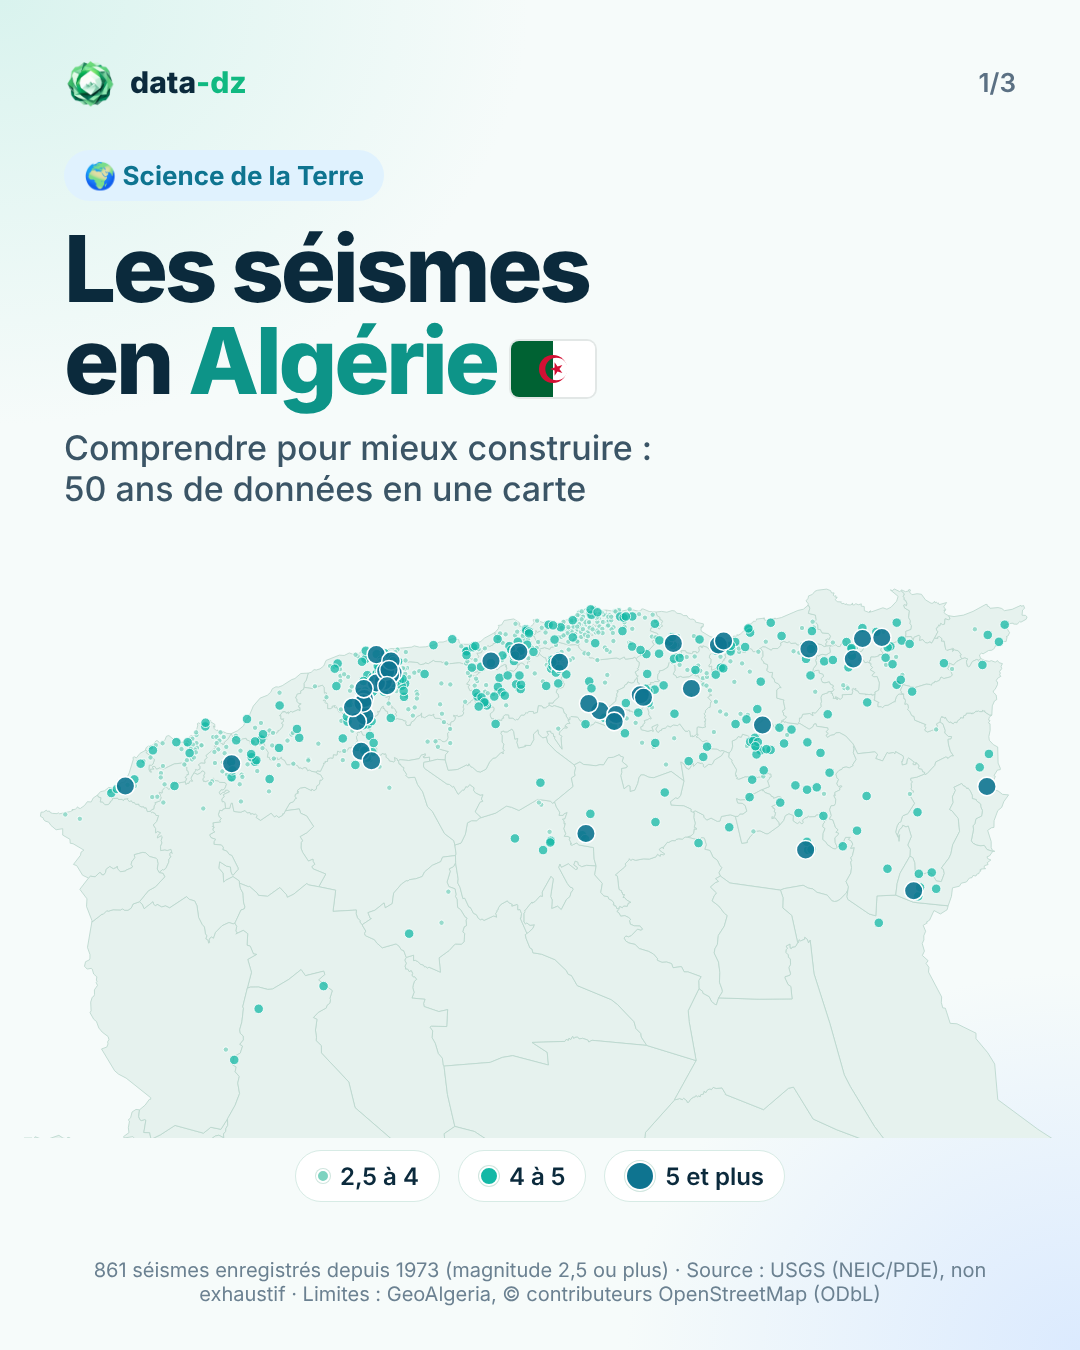 data-dz
1/3
🌍 Science de la Terre
Les séismes
en Algérie
Comprendre pour mieux construire :
50 ans de données en une carte
2,5 à 4
4 à 5
5 et plus
861 séismes enregistrés depuis 1973 (magnitude 2,5 ou plus) · Source : USGS (NEIC/PDE), non
exhaustif · Limites : GeoAlgeria, © contributeurs OpenStreetMap (ODbL)